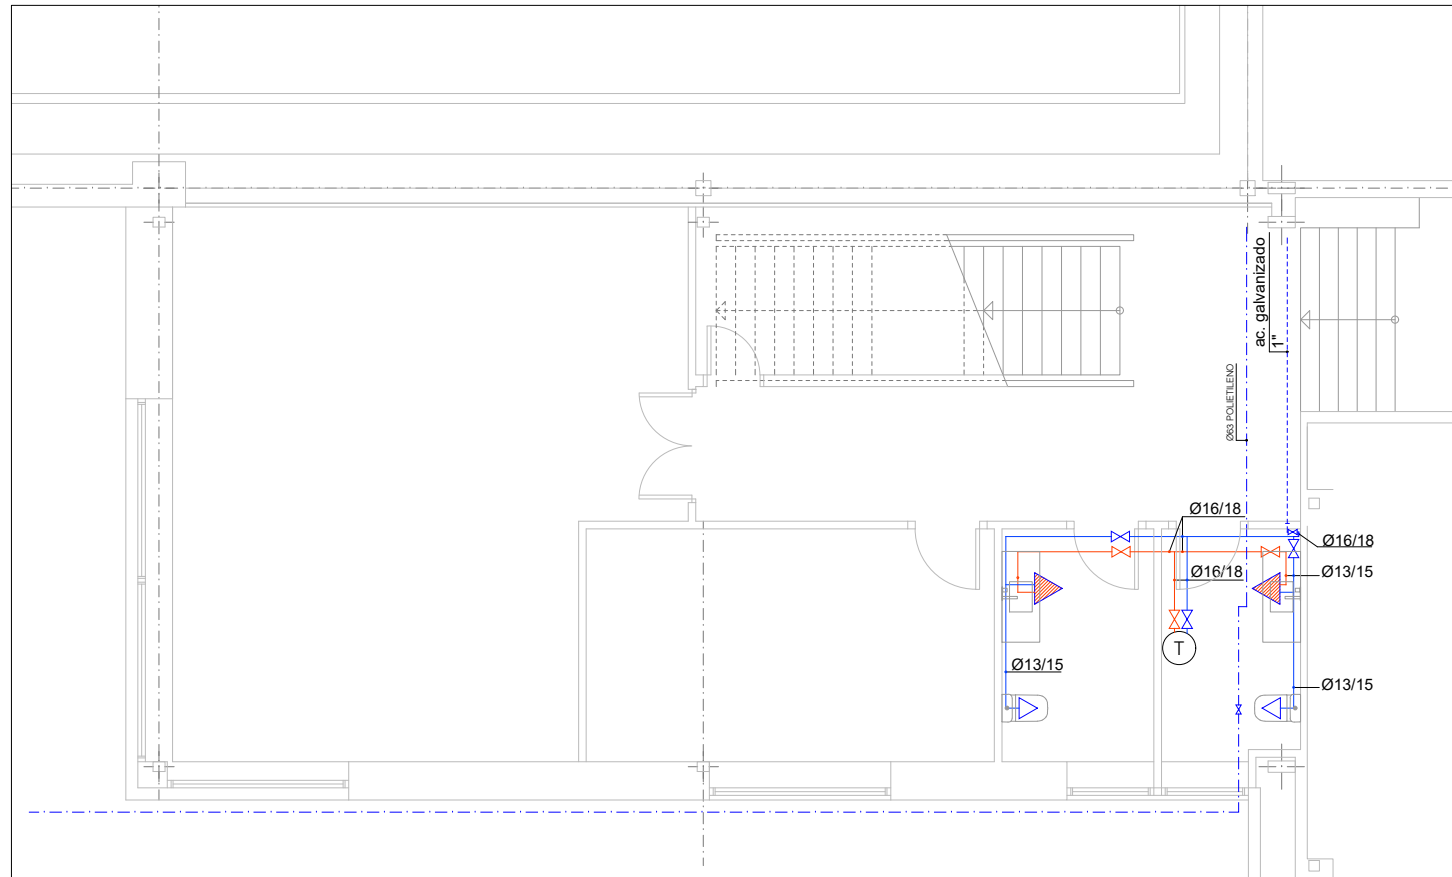 ac. galvanizado
1"
Ø63 POLIETILENO
Ø16/18
Ø16/18
Ø13/15
Ø16/18
T
Ø13/15
Ø13/15